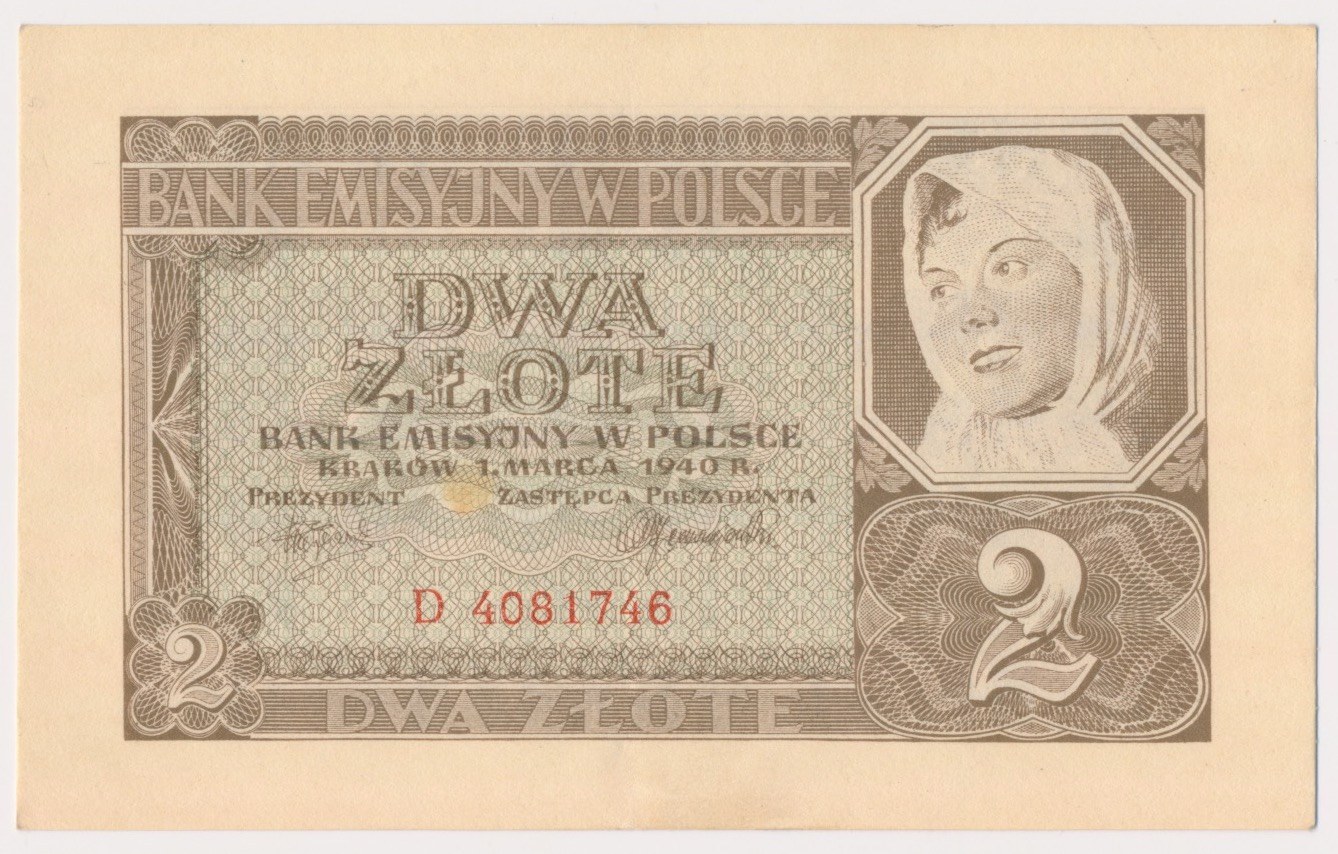 BANK EMISYJNY W POLSCE
DWA
ZŁOTE
BANK EMISYJNY W POLSCE
KRAKÓW 1. MARCA 1940 R.
PREZYDENT ZASTĘPCA PREZYDENTA
D 4081746
2
2
DWA ZŁOTE